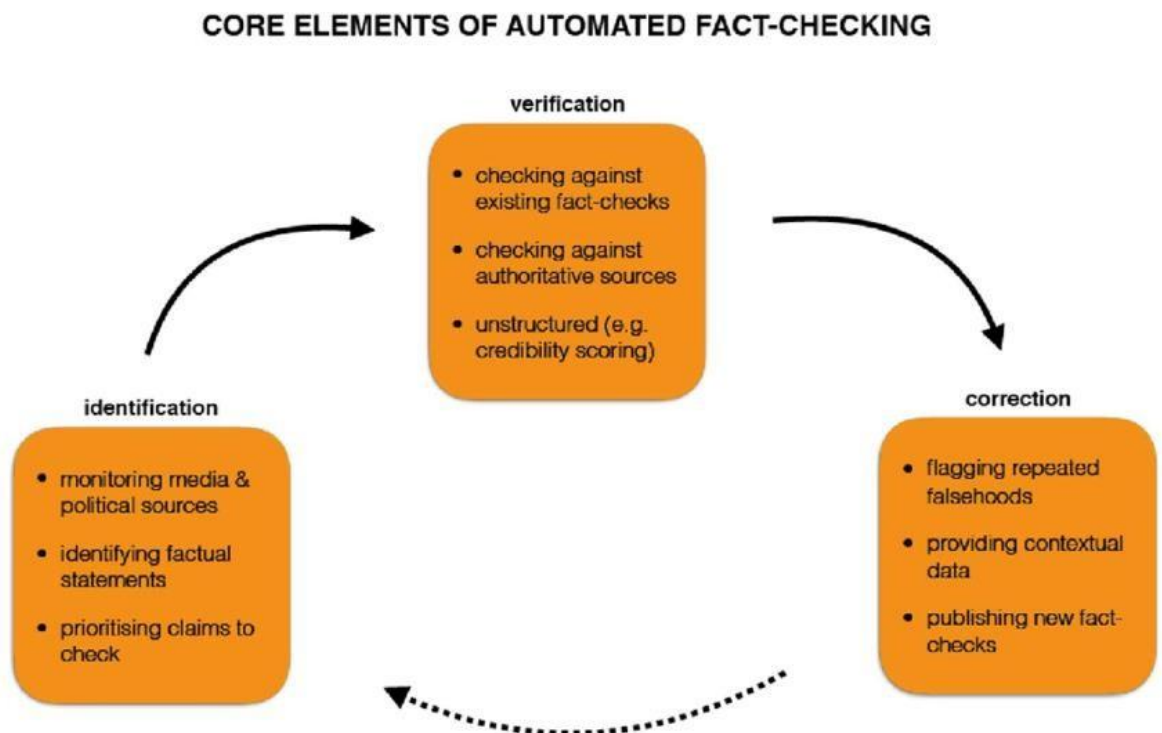 CORE ELEMENTS OF AUTOMATED FACT-CHECKING
verification
• checking against
existing fact-checks
• checking against
authoritative sources
• unstructured (e.g.
credibility scoring)
identification
• monitoring media &
political sources
• identifying factual
statements
• prioritising claims to
check
correction
• flagging repeated
falsehoods
• providing contextual
data
• publishing new fact-
checks